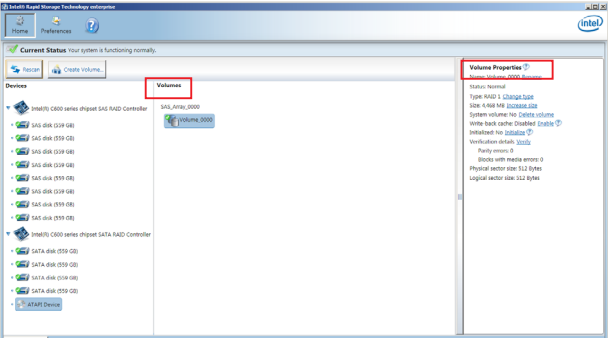 Intel® Rapid Storage Technology enterprise
Home
Preferences
intel
Current Status Your system is functioning normally.
Rescan
Create Volume...
Devices
Intel(R) C600 series chipset SAS RAID Controller
SAS disk (559 GB)
SAS disk (559 GB)
SAS disk (559 GB)
SAS disk (559 GB)
SAS disk (559 GB)
SAS disk (559 GB)
SAS disk (559 GB)
SAS disk (559 GB)
Intel(R) C600 series chipset SATA RAID Controller
SATA disk (559 GB)
SATA disk (559 GB)
SATA disk (559 GB)
SATA disk (559 GB)
ATAPI Device
Volumes
SAS_Array_0000
Volume_0000
Volume Properties
Name: Volume_0000 Rename
Status: Normal
Type: RAID 1 Change type
Size: 4,468 MB Increase size
System volume: No Delete volume
Write-back cache: Disabled Enable
Initialized: No Initialize
Verification details Verify
Parity errors: 0
Blocks with media errors: 0
Physical sector size: 512 Bytes
Logical sector size: 512 Bytes